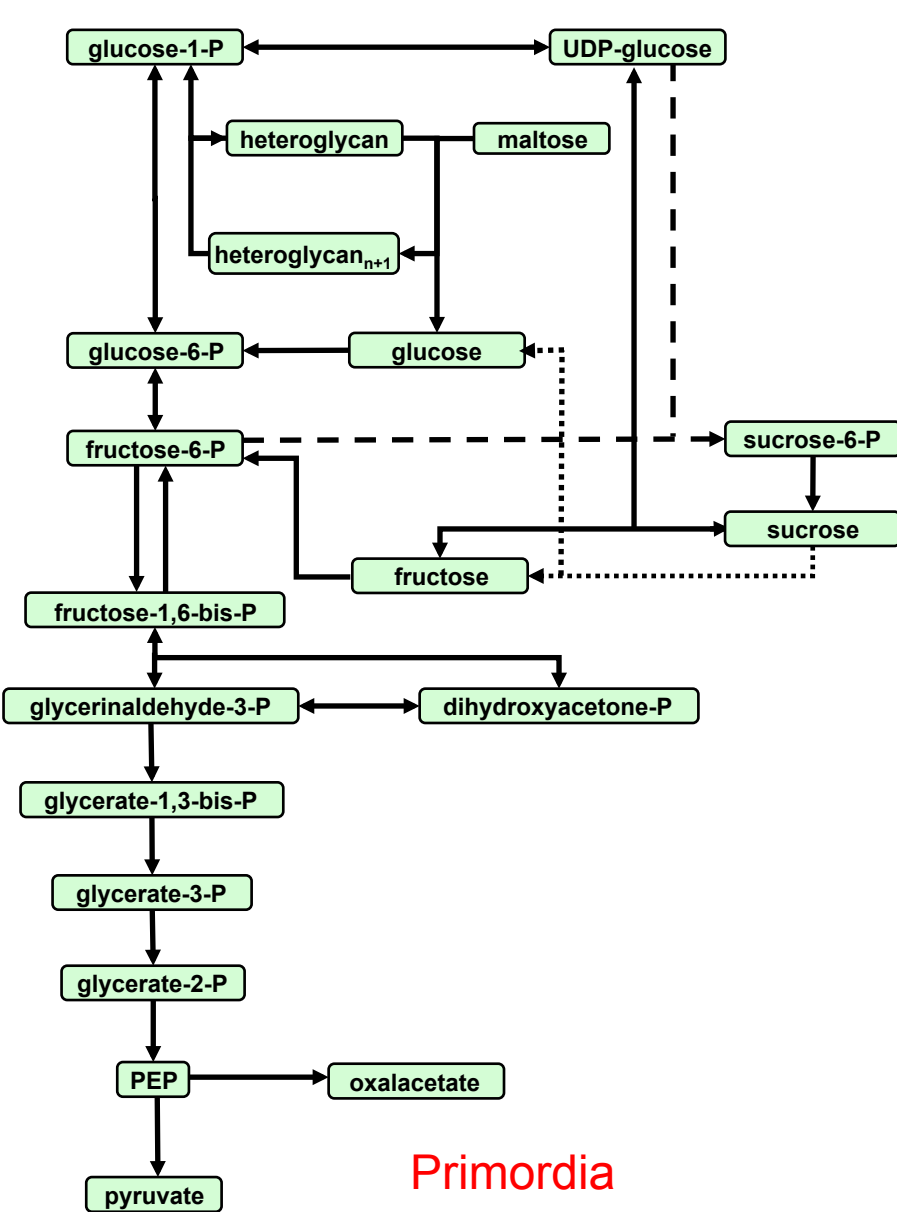 glucose-1-P
UDP-glucose
heteroglycan
maltose
heteroglycan n+1
glucose-6-P
glucose
fructose-6-P
sucrose-6-P
sucrose
fructose
fructose-1,6-bis-P
glycerinaldehyde-3-P
dihydroxyacetone-P
glycerate-1,3-bis-P
glycerate-3-P
glycerate-2-P
PEP
oxalacetate
Primordia
pyruvate